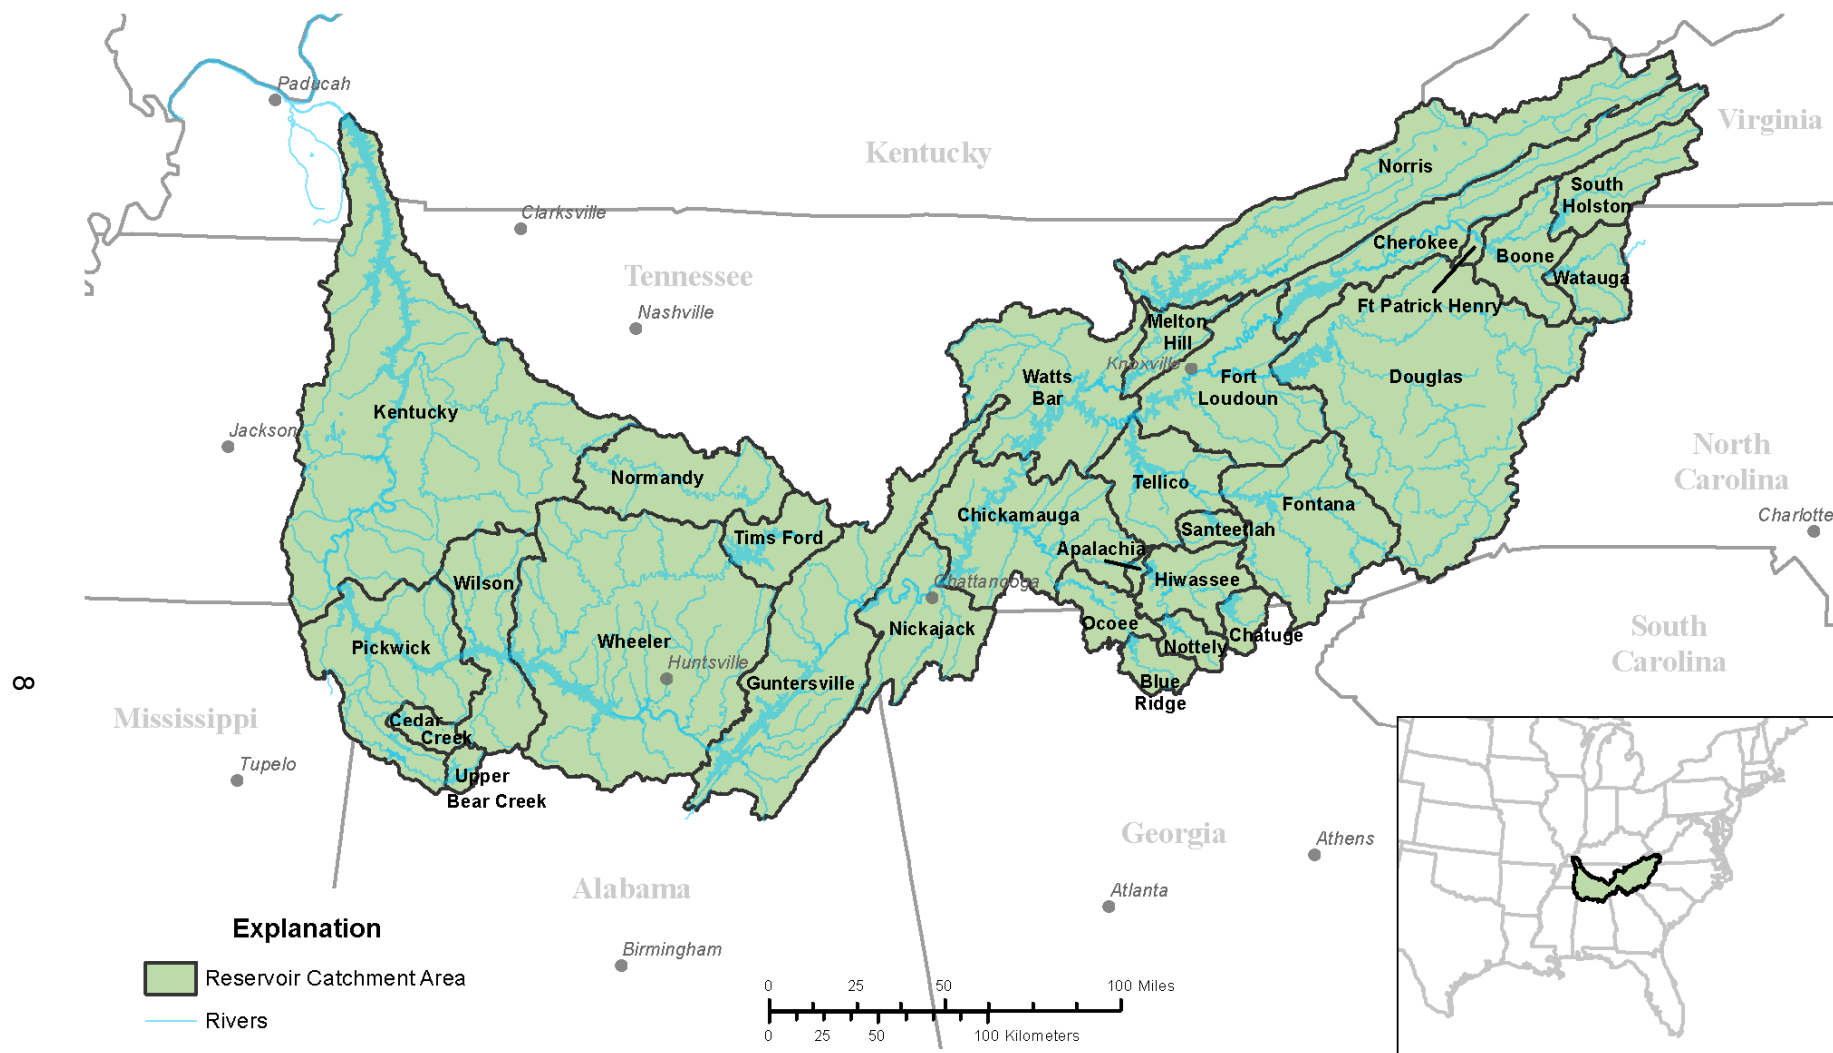 Paducah
Virginia
Kentucky
Norris
South
Holston
Clarksville
Cherokee
Boone
Watauga
Tennessee
Ft Patrick Henry
Nashville
Melton
Hill
Knoxville
Watts
Bar
Fort
Loudoun
Douglas
Kentucky
Jackson
North
Carolina
Normandy
Tellico
Fontana
Chickamauga
Charlotte
Tims Ford
Santeetlah
Apalachia
Wilson
Chattanooga
Hiwassee
Pickwick
Wheeler
Nickajack
Ocoee
Chatuge
Nottely
South
Carolina
Huntsville
Guntersville
Blue
Ridge
8
Mississippi
Cedar
Creek
Tupelo
Upper
Bear Creek
Georgia
Athens
Alabama
Atlanta
Birmingham
Explanation
Reservoir Catchment Area
Rivers
0 25 50 100 Miles
0 25 50 100 Kilometers